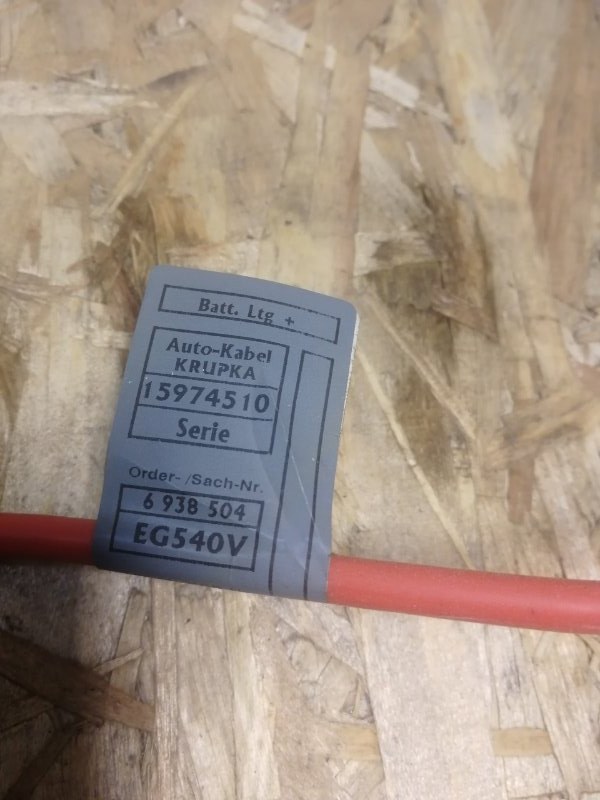 Batt. Ltg +
Auto-Kabel
KRUPKA
15974510
Serie
Order- /Sach-Nr.
6 938 504
EG540V